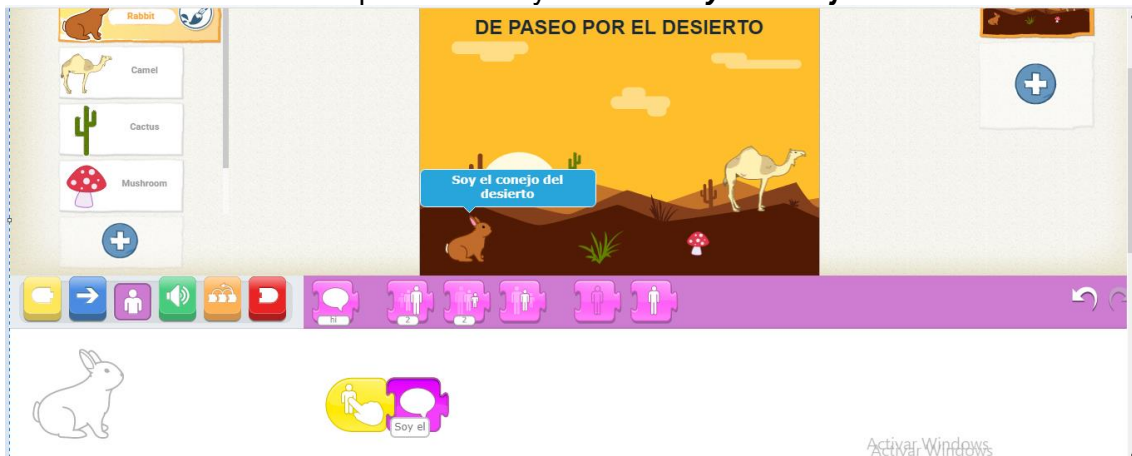 Rabbit
DE PASEO POR EL DESIERTO
Camel
Cactus
Soy el conejo del
desierto
Mushroom
hi
2
2
Soy el
Activar Windows